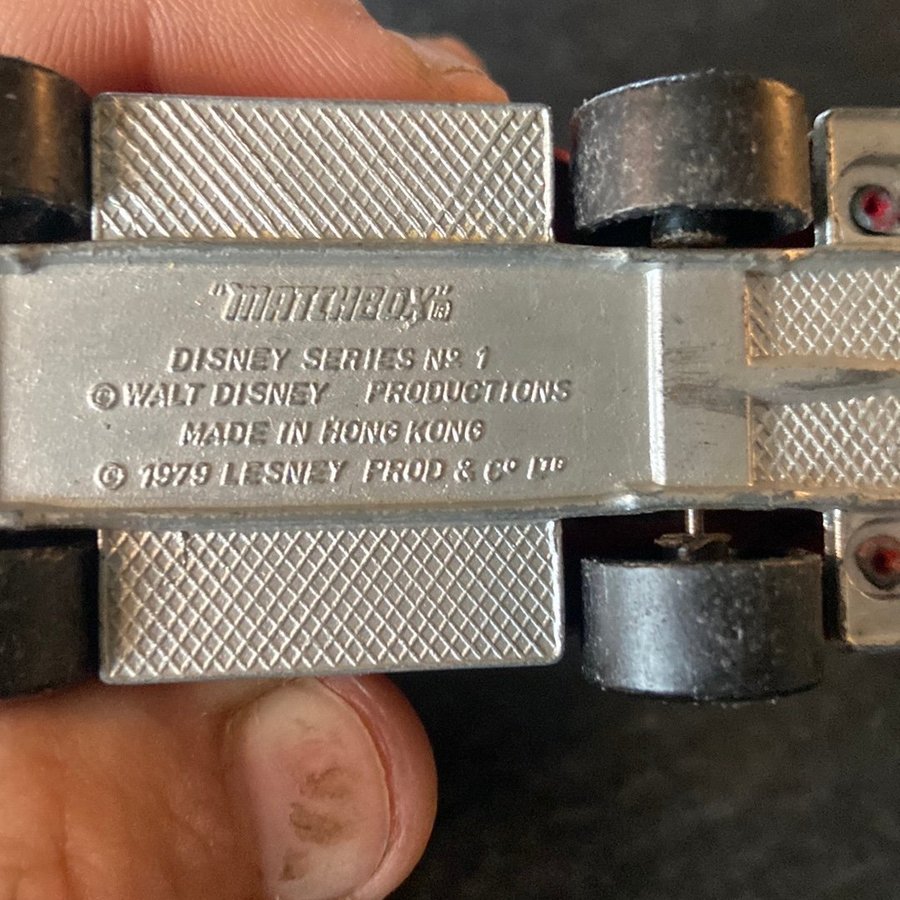 "MATCHBOX"®
DISNEY SERIES Nº 1
© WALT DISNEY PRODUCTIONS
MADE IN HONG KONG
© 1979 LESNEY PROD & Cº LTD